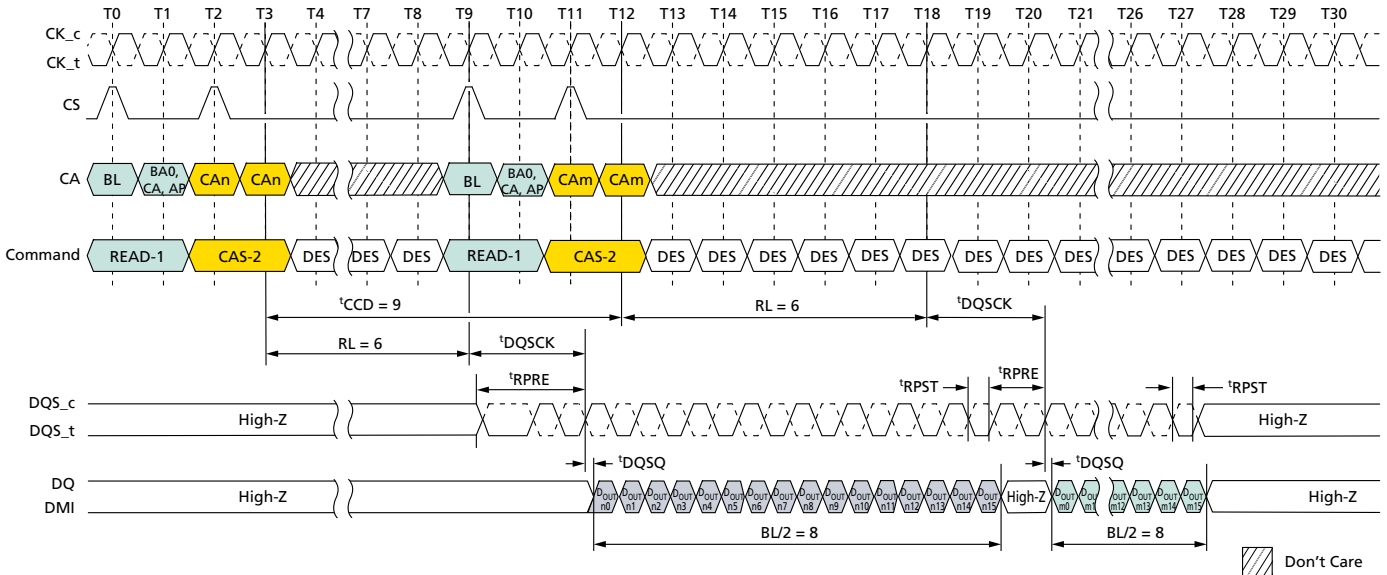 T0 T1 T2 T3 T4 T7 T8 T9 T10 T11 T12 T13 T14 T15 T16 T17 T18 T19 T20 T21 T26 T27 T28 T29 T30
CK_c
CK_t
CS
CA BL BA0, CA, AP CAn CAn BL BA0, CA, AP CAm CAm
Command READ-1 CAS-2 DES DES DES READ-1 CAS-2 DES DES DES DES DES DES DES DES DES DES DES DES DES DES
tCCD = 9 RL = 6 tDQSCK
RL = 6 tDQSCK
tRPRE tRPST tRPRE tRPST
DQS_c
DQS_t
High-Z High-Z
tDQSQ tDQSQ
DQ
DMI
High-Z DOUT n0 DOUT n1 DOUT n2 DOUT n3 DOUT n4 DOUT n5 DOUT n6 DOUT n7 DOUT n8 DOUT n9 DOUT n10 DOUT n11 DOUT n12 DOUT n13 DOUT n14 DOUT n15 High-Z DOUT m0 DOUT m1 DOUT m12 DOUT m13 DOUT m14 DOUT m15 High-Z
BL/2 = 8 BL/2 = 8
Don't Care